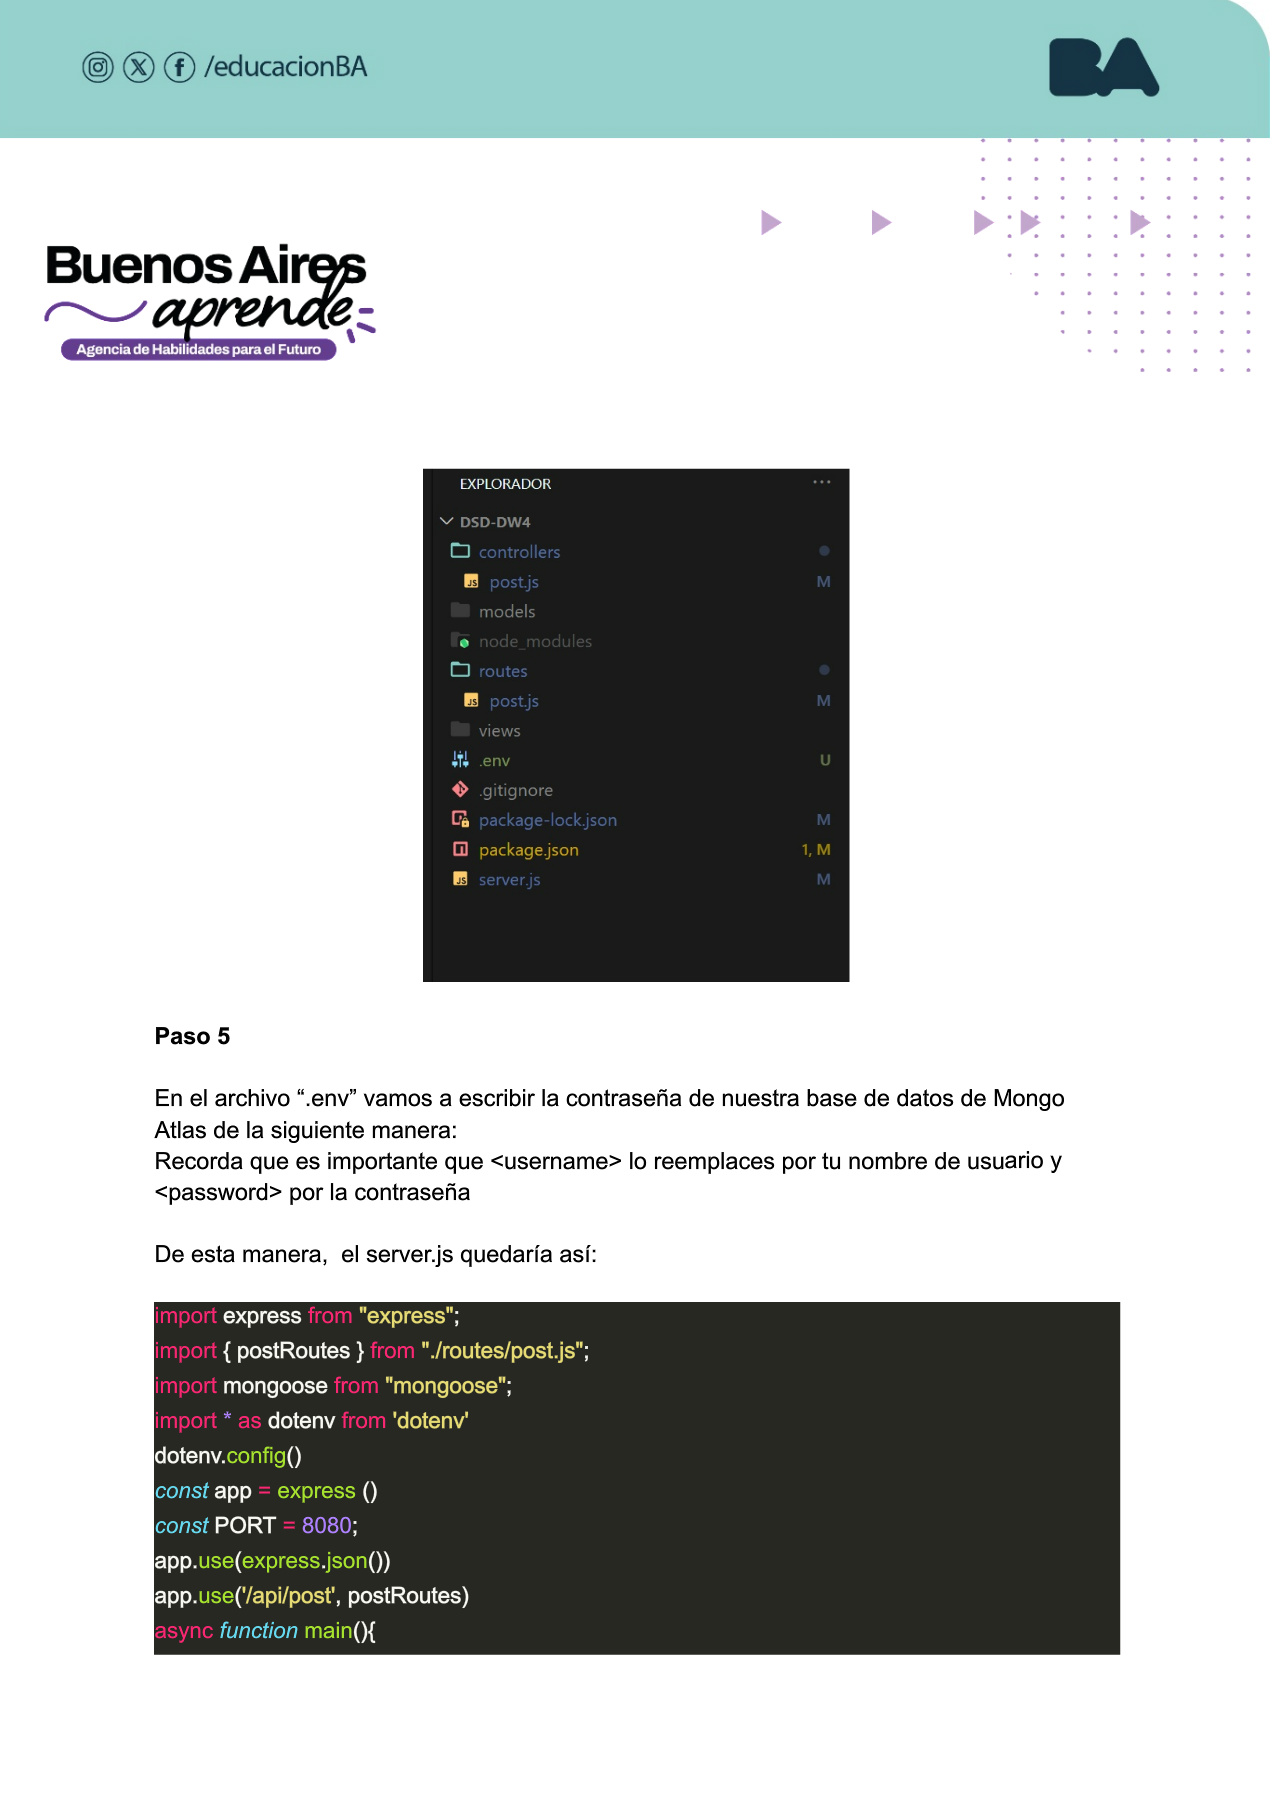 /educacionBA
BA
Buenos Aires
aprende
Agencia de Habilidades para el Futuro
EXPLORADOR ···
DSD-DW4
controllers
post.js M
models
node_modules
routes
post.js M
views
.env U
.gitignore
package-lock.json M
package.json 1, M
server.js M
Paso 5
En el archivo “.env” vamos a escribir la contraseña de nuestra base de datos de Mongo
Atlas de la siguiente manera:
Recorda que es importante que <username> lo reemplaces por tu nombre de usuario y
<password> por la contraseña
De esta manera,  el server.js quedaría así:
import express from "express";
import { postRoutes } from "./routes/post.js";
import mongoose from "mongoose";
import * as dotenv from 'dotenv'
dotenv.config()
const app = express ()
const PORT = 8080;
app.use(express.json())
app.use('/api/post', postRoutes)
async function main(){